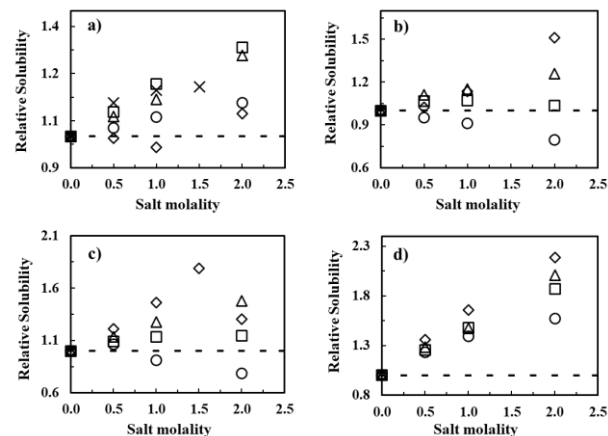 a)
Relative Solubility
1.4
1.2
1.1
0.9
0.0 0.5 1.0 1.5 2.0 2.5
Salt molality
b)
Relative Solubility
1.5
1.2
0.9
0.6
0.0 0.5 1.0 1.5 2.0 2.5
Salt molality
c)
Relative Solubility
2.1
1.6
1.1
0.6
0.0 0.5 1.0 1.5 2.0 2.5
Salt molality
d)
Relative Solubility
2.3
1.8
1.3
0.8
0.0 0.5 1.0 1.5 2.0 2.5
Salt molality